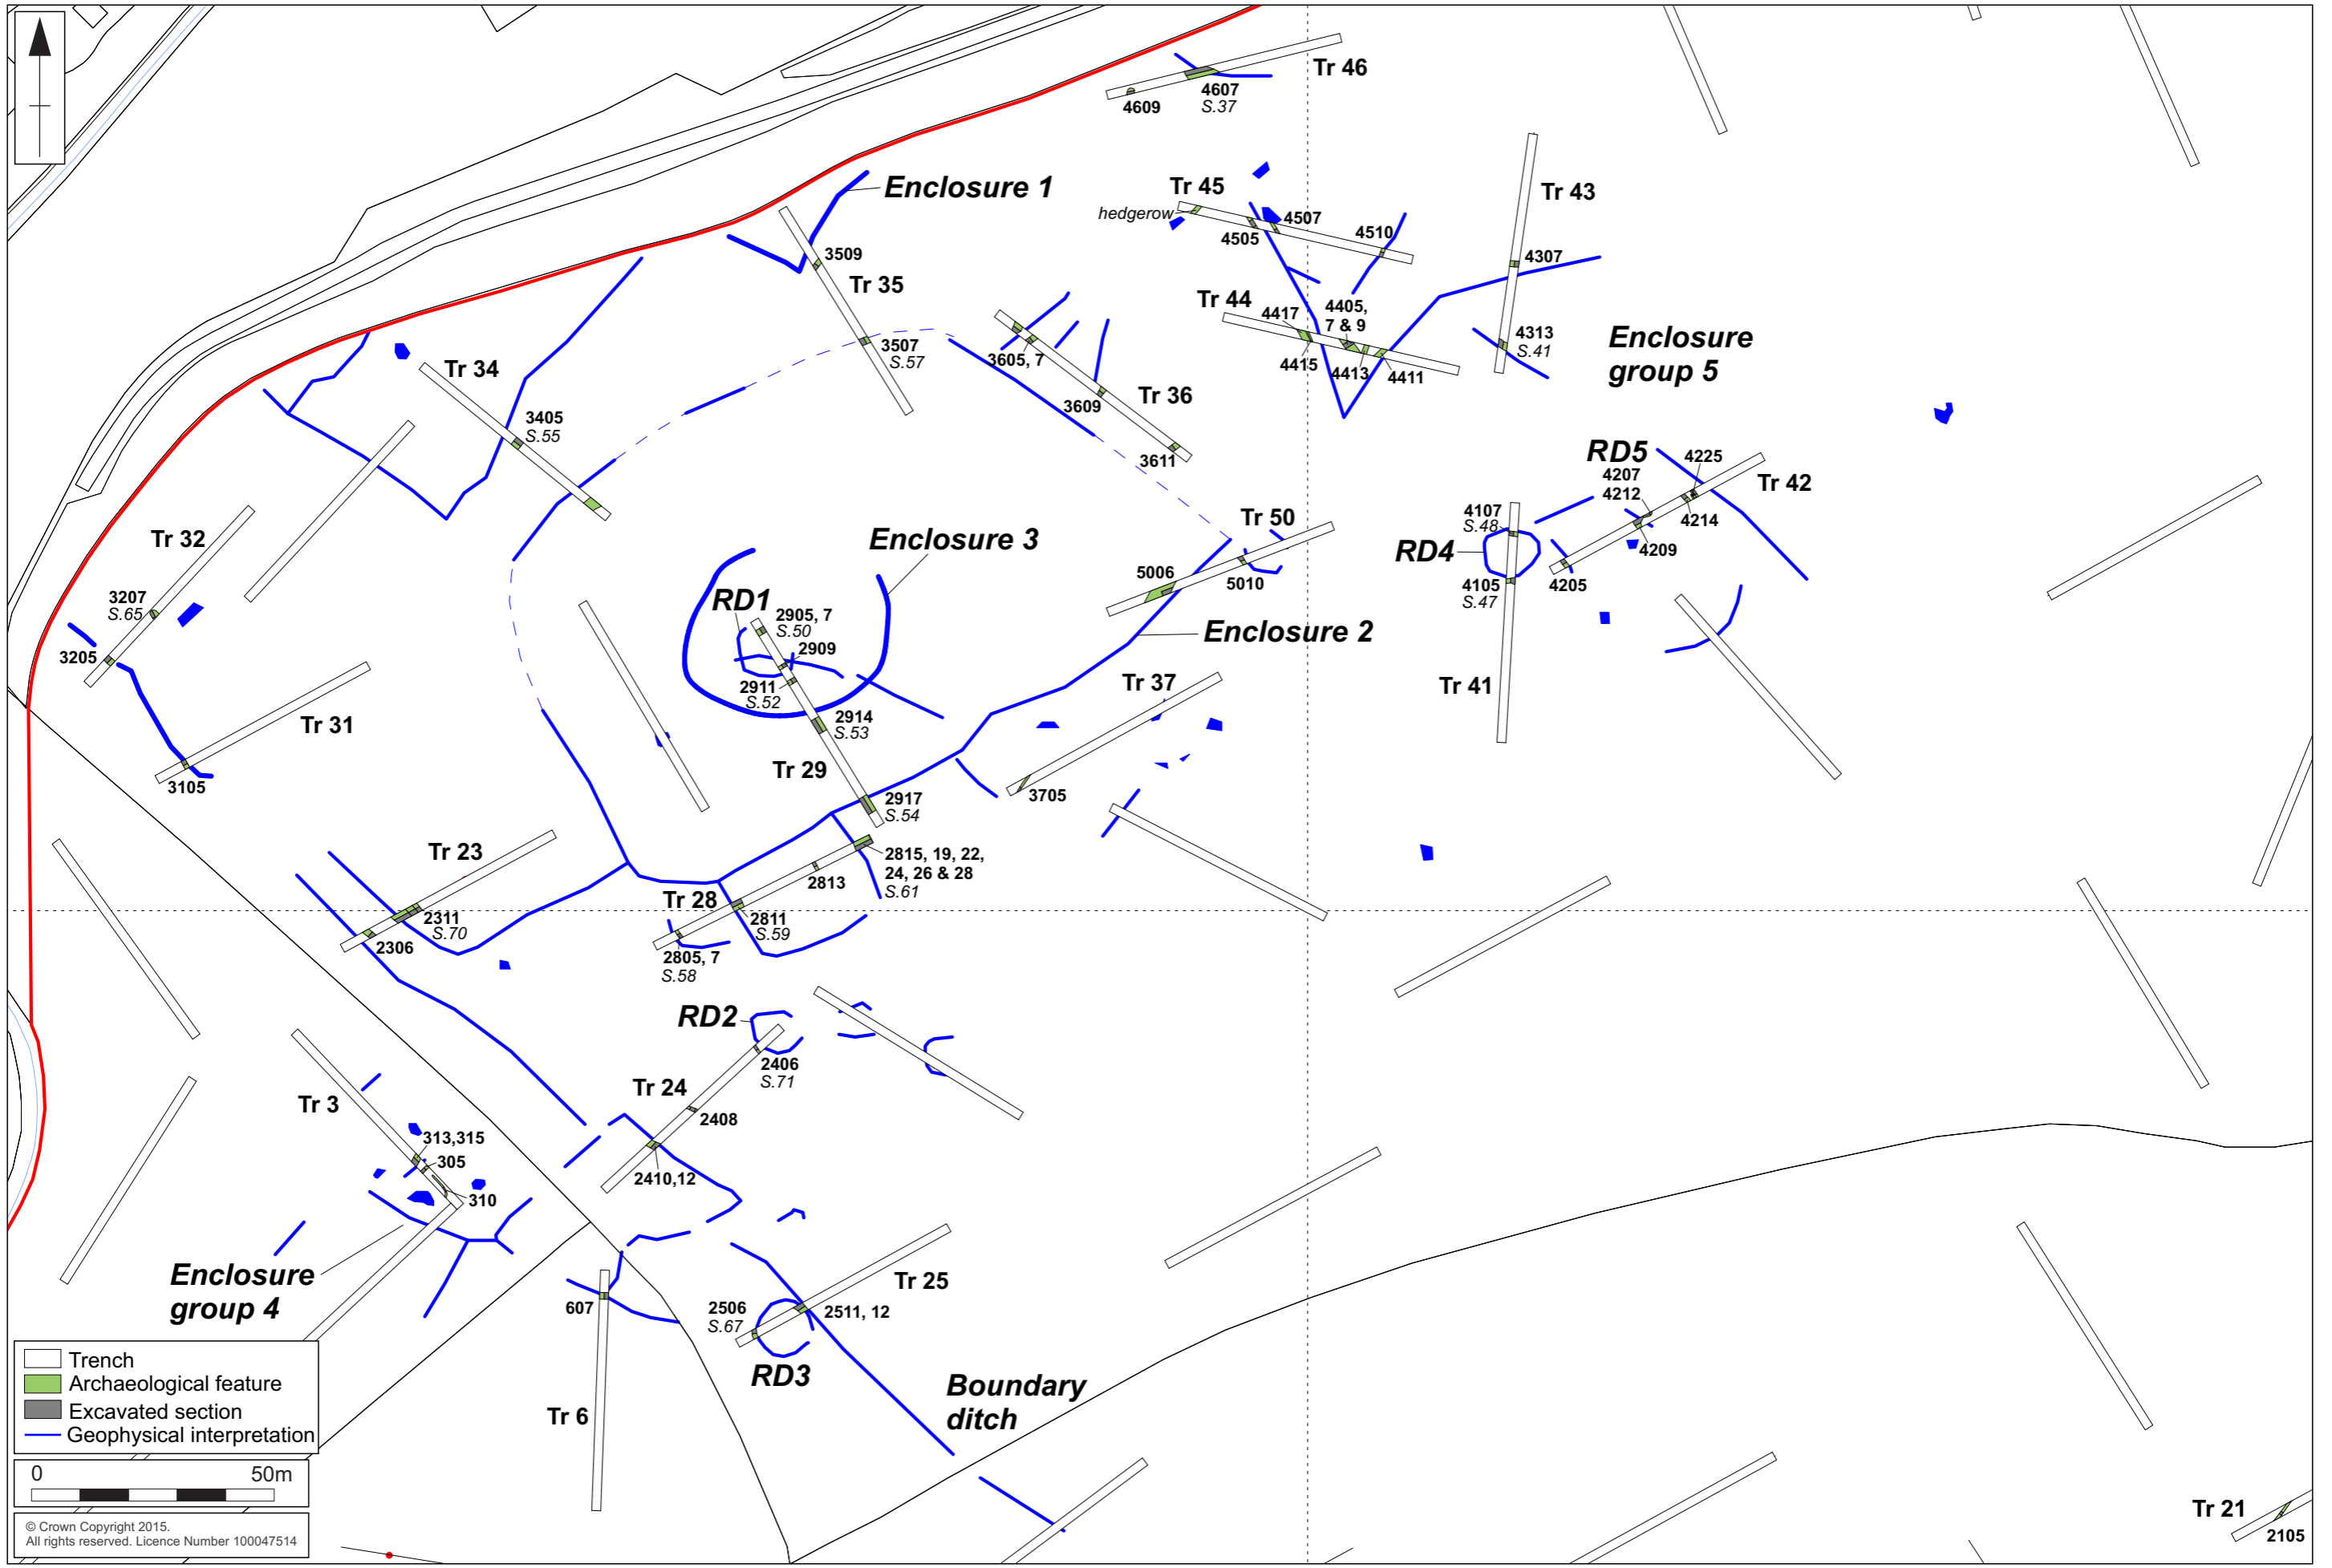 Tr 46
4609
4607
S.37
Enclosure 1
Tr 45
hedgerow
4505
4507
4510
Tr 43
4307
3509
Tr 35
3507
S.57
Tr 44
4417
4405,
7 & 9
4415
4413
4411
4313
S.41
Enclosure
group 5
3605, 7
Tr 36
3609
3611
Tr 34
3405
S.55
RD5
4207
4212
4225
Tr 42
4214
4209
4205
4107
S.48
RD4
4105
S.47
Tr 41
Tr 50
5006
5010
Enclosure 2
Enclosure 3
RD1
2905, 7
S.50
2909
2911
S.52
2914
S.53
Tr 29
2917
S.54
Tr 32
3207
S.65
3205
Tr 31
3105
Tr 37
3705
Tr 23
2311
S.70
2306
2815, 19, 22,
24, 26 & 28
S.61
2813
Tr 28
2811
S.59
2805, 7
S.58
RD2
2406
S.71
Tr 24
2408
2410,12
Tr 3
313,315
305
310
Enclosure
group 4
607
Tr 6
Tr 25
2506
S.67
2511, 12
RD3
Boundary
ditch
Tr 21
2105
Trench
Archaeological feature
Excavated section
Geophysical interpretation
0 50m
© Crown Copyright 2015.
All rights reserved. Licence Number 100047514